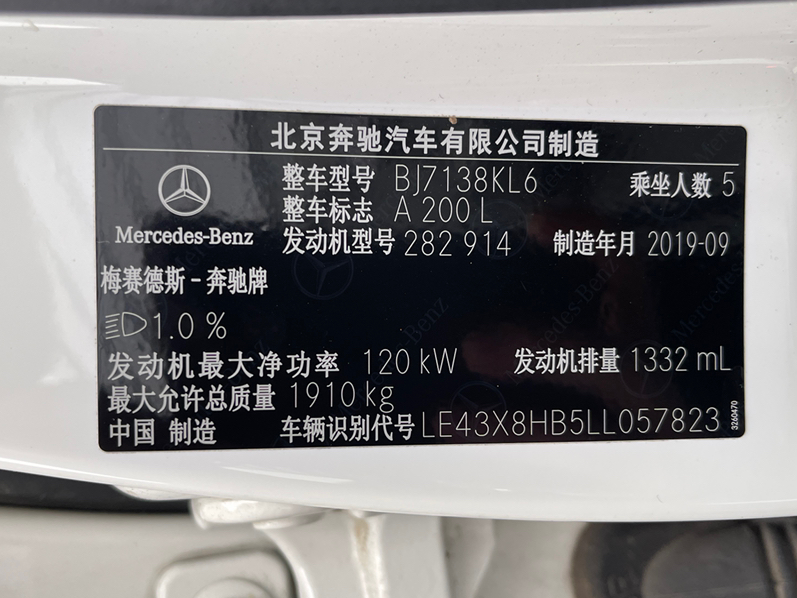 北京奔驰汽车有限公司制造
整车型号 BJ7138KL6 乘坐人数 5
整车标志 A 200 L
Mercedes-Benz 发动机型号 282 914 制造年月 2019-09
梅赛德斯-奔驰牌
1.0 %
发动机最大净功率 120 kW 发动机排量 1332 mL
最大允许总质量 1910 kg
中国 制造 车辆识别代号 LE43X8HB5LL057823
3260470